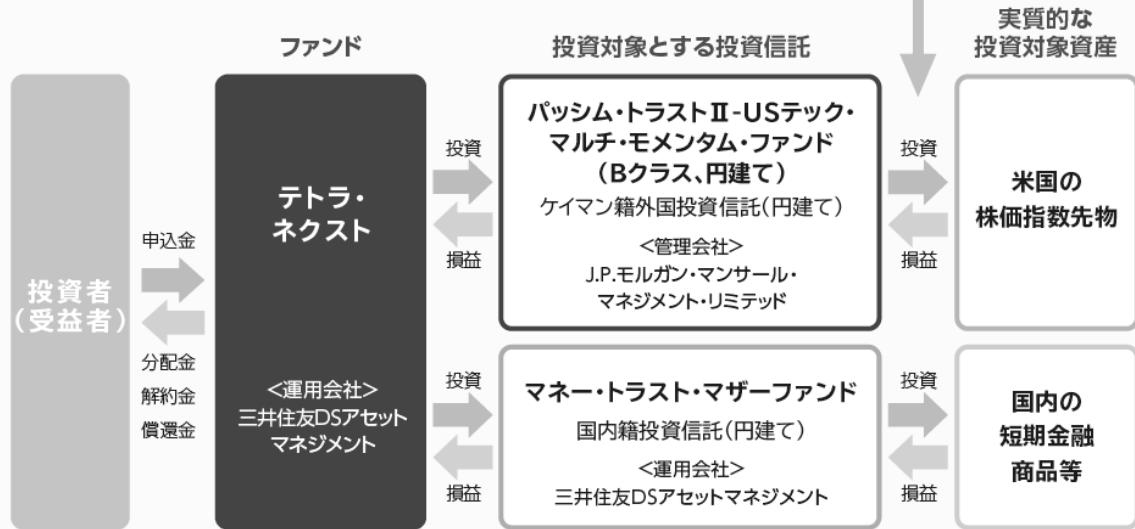 ファンド
投資対象とする投資信託
実質的な
投資対象資産
投資者
(受益者)
申込金
分配金
解約金
償還金
テトラ・
ネクスト
<運用会社>
三井住友DSアセット
マネジメント
投資
損益
パッシム・トラストⅡ-USテック・
マルチ・モメンタム・ファンド
(Bクラス、円建て)
ケイマン籍外国投資信託(円建て)
<管理会社>
J.P.モルガン・マンサール・
マネジメント・リミテッド
投資
損益
米国の
株価指数先物
投資
損益
マネー・トラスト・マザーファンド
国内籍投資信託(円建て)
<運用会社>
三井住友DSアセットマネジメント
投資
損益
国内の
短期金融
商品等